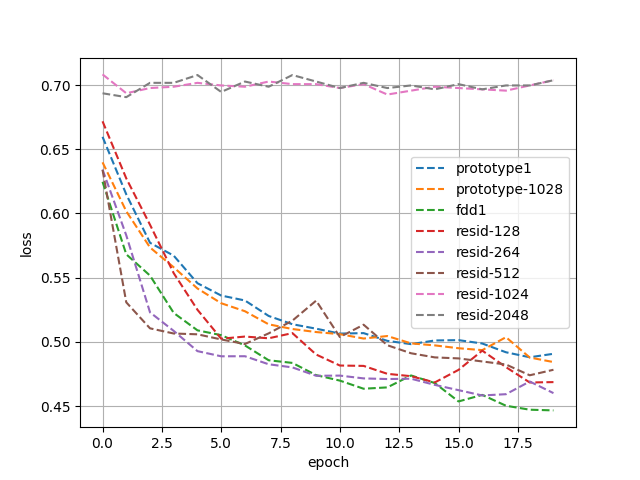 0.70
0.65
0.60
0.55
0.50
0.45
loss
prototype1
prototype-1028
fdd1
resid-128
resid-264
resid-512
resid-1024
resid-2048
0.0 2.5 5.0 7.5 10.0 12.5 15.0 17.5
epoch